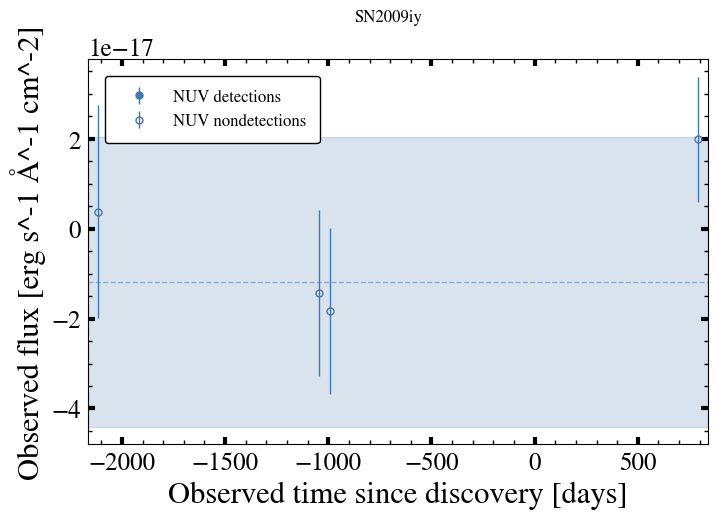 SN2009iy
1e−17
NUV detections
NUV nondetections
2
0
−2
−4
Observed flux [erg s^-1 Å^-1 cm^-2]
−2000 −1500 −1000 −500 0 500
Observed time since discovery [days]